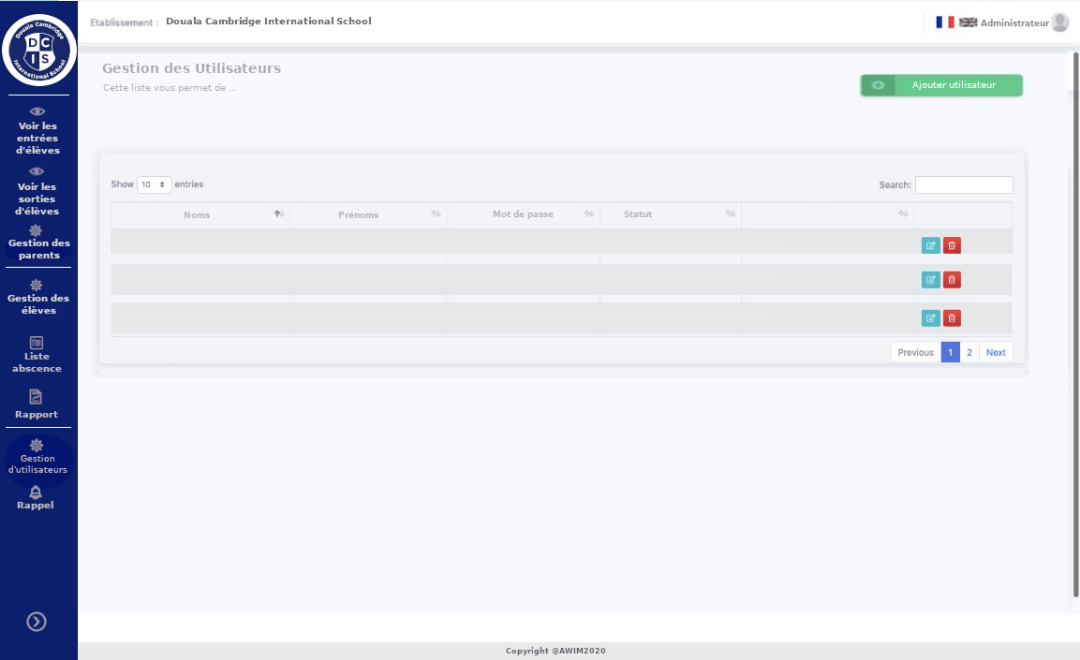 Douala Cambridge
DC
IS
International School
Etablissement : Douala Cambridge International School
Administrateur
Voir les
entrées
d'élèves
Voir les
sorties
d'élèves
Gestion des
parents
Gestion des
élèves
Liste
abscence
Rapport
Gestion
d'utilisateurs
Rappel
Gestion des Utilisateurs
Cette liste vous permet de ...
Ajouter utilisateur
Show 10 entries
Search:
Noms Prénoms Mot de passe Statut
Previous 1 2 Next
Copyright @AWIM2020